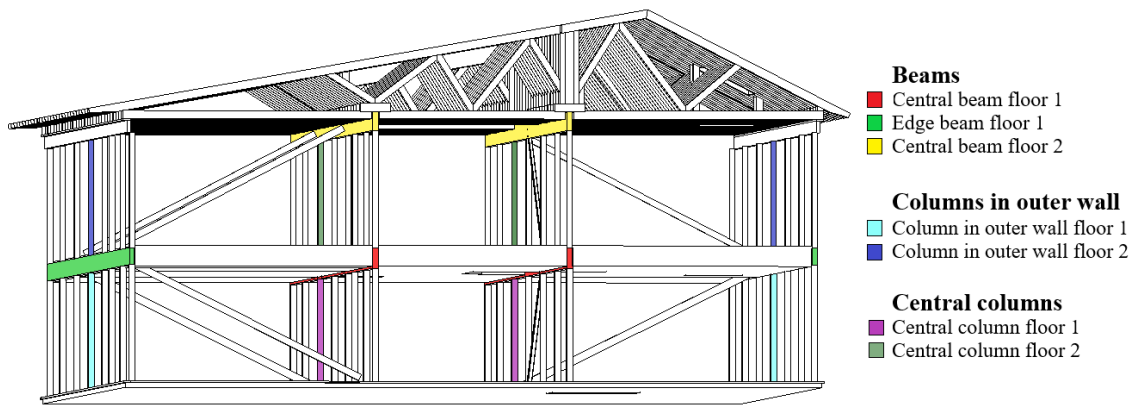 Beams
Central beam floor 1
Edge beam floor 1
Central beam floor 2
Columns in outer wall
Column in outer wall floor 1
Column in outer wall floor 2
Central columns
Central column floor 1
Central column floor 2